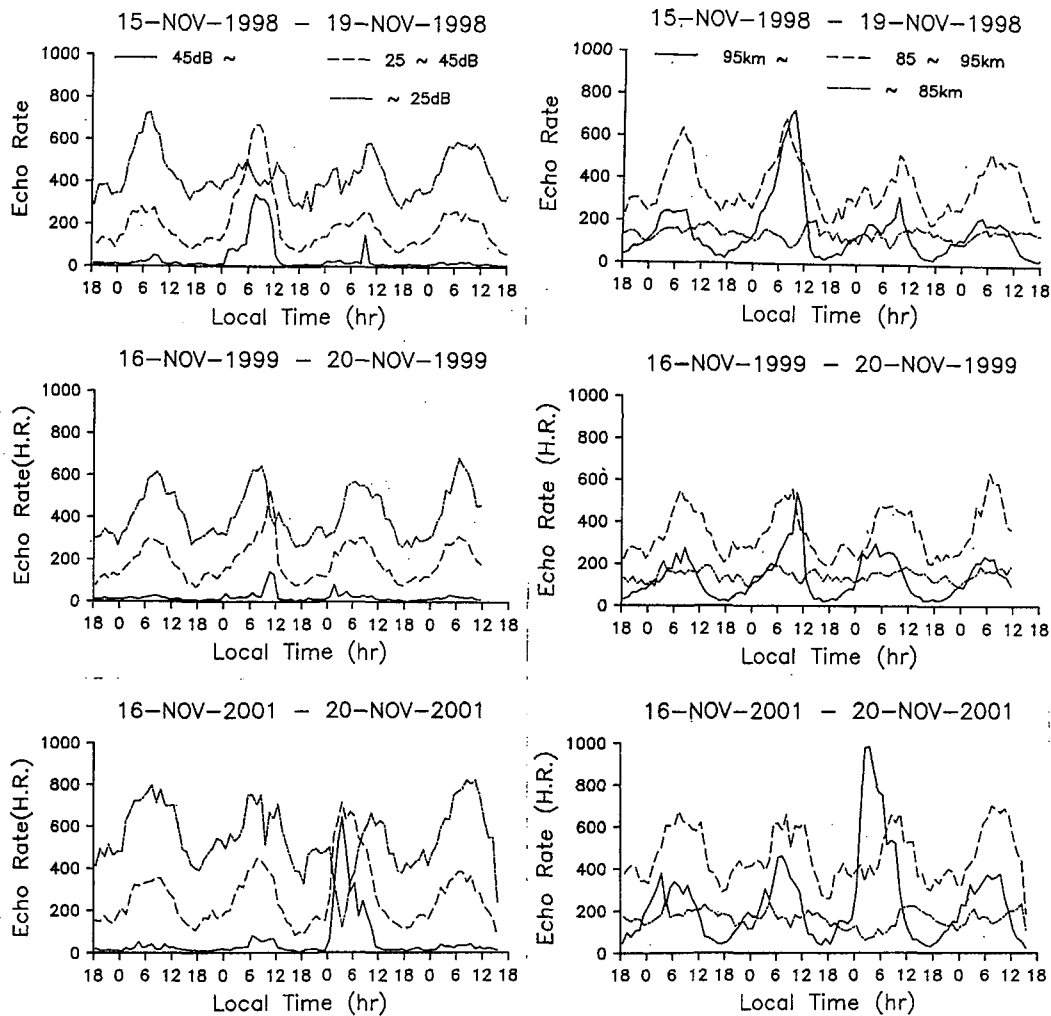 15-NOV-1998 - 19-NOV-1998
45dB ~
25 ~ 45dB
~ 25dB
Echo Rate
1000
800
600
400
200
0
18 0 6 12 18 0 6 12 18 0 6 12 18 0 6 12 18
Local Time (hr)
15-NOV-1998 - 19-NOV-1998
95km ~
85 ~ 95km
~ 85km
Echo Rate
1000
800
600
400
200
0
18 0 6 12 18 0 6 12 18 0 6 12 18 0 6 12 18
Local Time (hr)
16-NOV-1999 - 20-NOV-1999
Echo Rate(H.R.)
1000
800
600
400
200
0
18 0 6 12 18 0 6 12 18 0 6 12 18 0 6 12 18
Local Time (hr)
16-NOV-1999 - 20-NOV-1999
Echo Rate (H.R.)
1000
800
600
400
200
0
18 0 6 12 18 0 6 12 18 0 6 12 18 0 6 12 18
Local Time (hr)
16-NOV-2001 - 20-NOV-2001
Echo Rate(H.R.)
1000
800
600
400
200
0
18 0 6 12 18 0 6 12 18 0 6 12 18 0 6 12 18
Local Time (hr)
16-NOV-2001 - 20-NOV-2001
Echo Rate (H.R.)
1000
800
600
400
200
0
18 0 6 12 18 0 6 12 18 0 6 12 18 0 6 12 18
Local Time (hr)